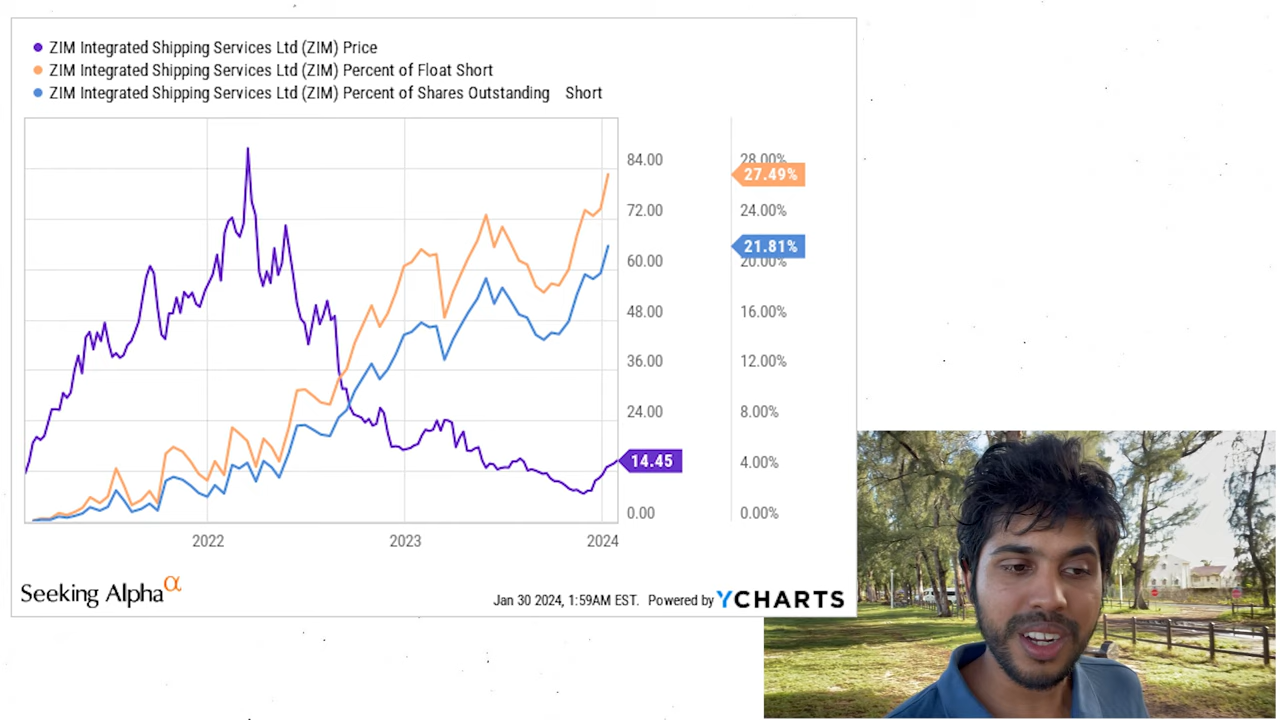 ZIM Integrated Shipping Services Ltd (ZIM) Price
ZIM Integrated Shipping Services Ltd (ZIM) Percent of Float Short
ZIM Integrated Shipping Services Ltd (ZIM) Percent of Shares Outstanding Short
84.00 28.00%
27.49%
72.00 24.00%
21.81%
60.00 20.00%
48.00 16.00%
36.00 12.00%
24.00 8.00%
14.45 4.00%
0.00 0.00%
2022 2023 2024
Seeking Alpha α
Jan 30 2024, 1:59AM EST. Powered by YCHARTS